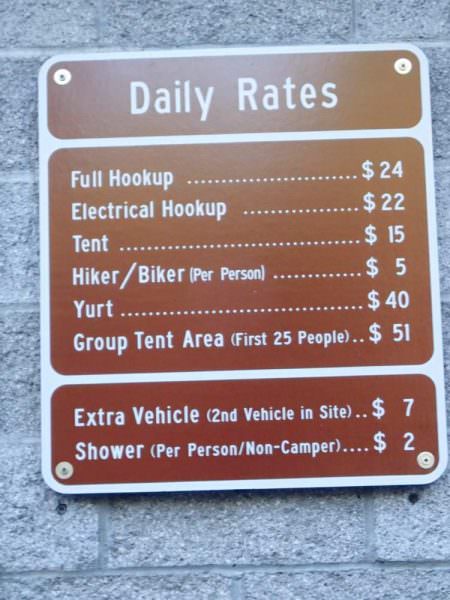 Daily Rates
Full Hookup ........................ $ 24
Electrical Hookup ................ $ 22
Tent ................................... $ 15
Hiker/Biker (Per Person) ............ $ 5
Yurt ................................... $ 40
Group Tent Area (First 25 People).. $ 51
Extra Vehicle (2nd Vehicle in Site).. $ 7
Shower (Per Person/Non-Camper).... $ 2